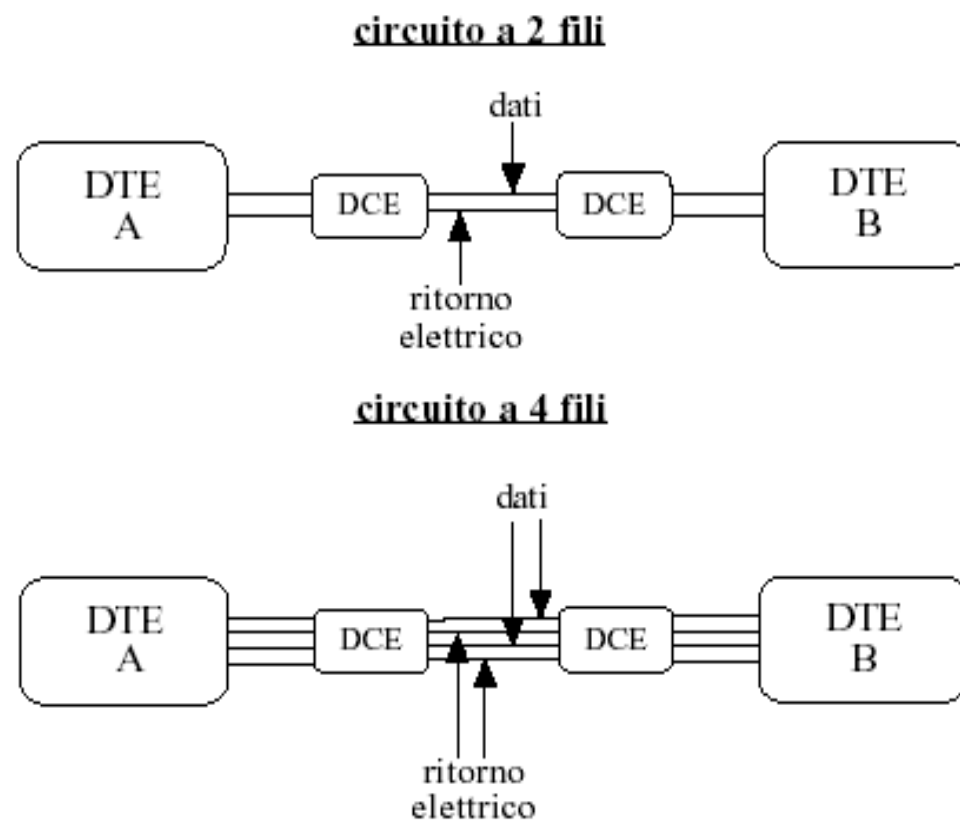 circuito a 2 fili
dati
DTE
A
DCE
DCE
DTE
B
ritorno
elettrico
circuito a 4 fili
dati
DTE
A
DCE
DCE
DTE
B
ritorno
elettrico